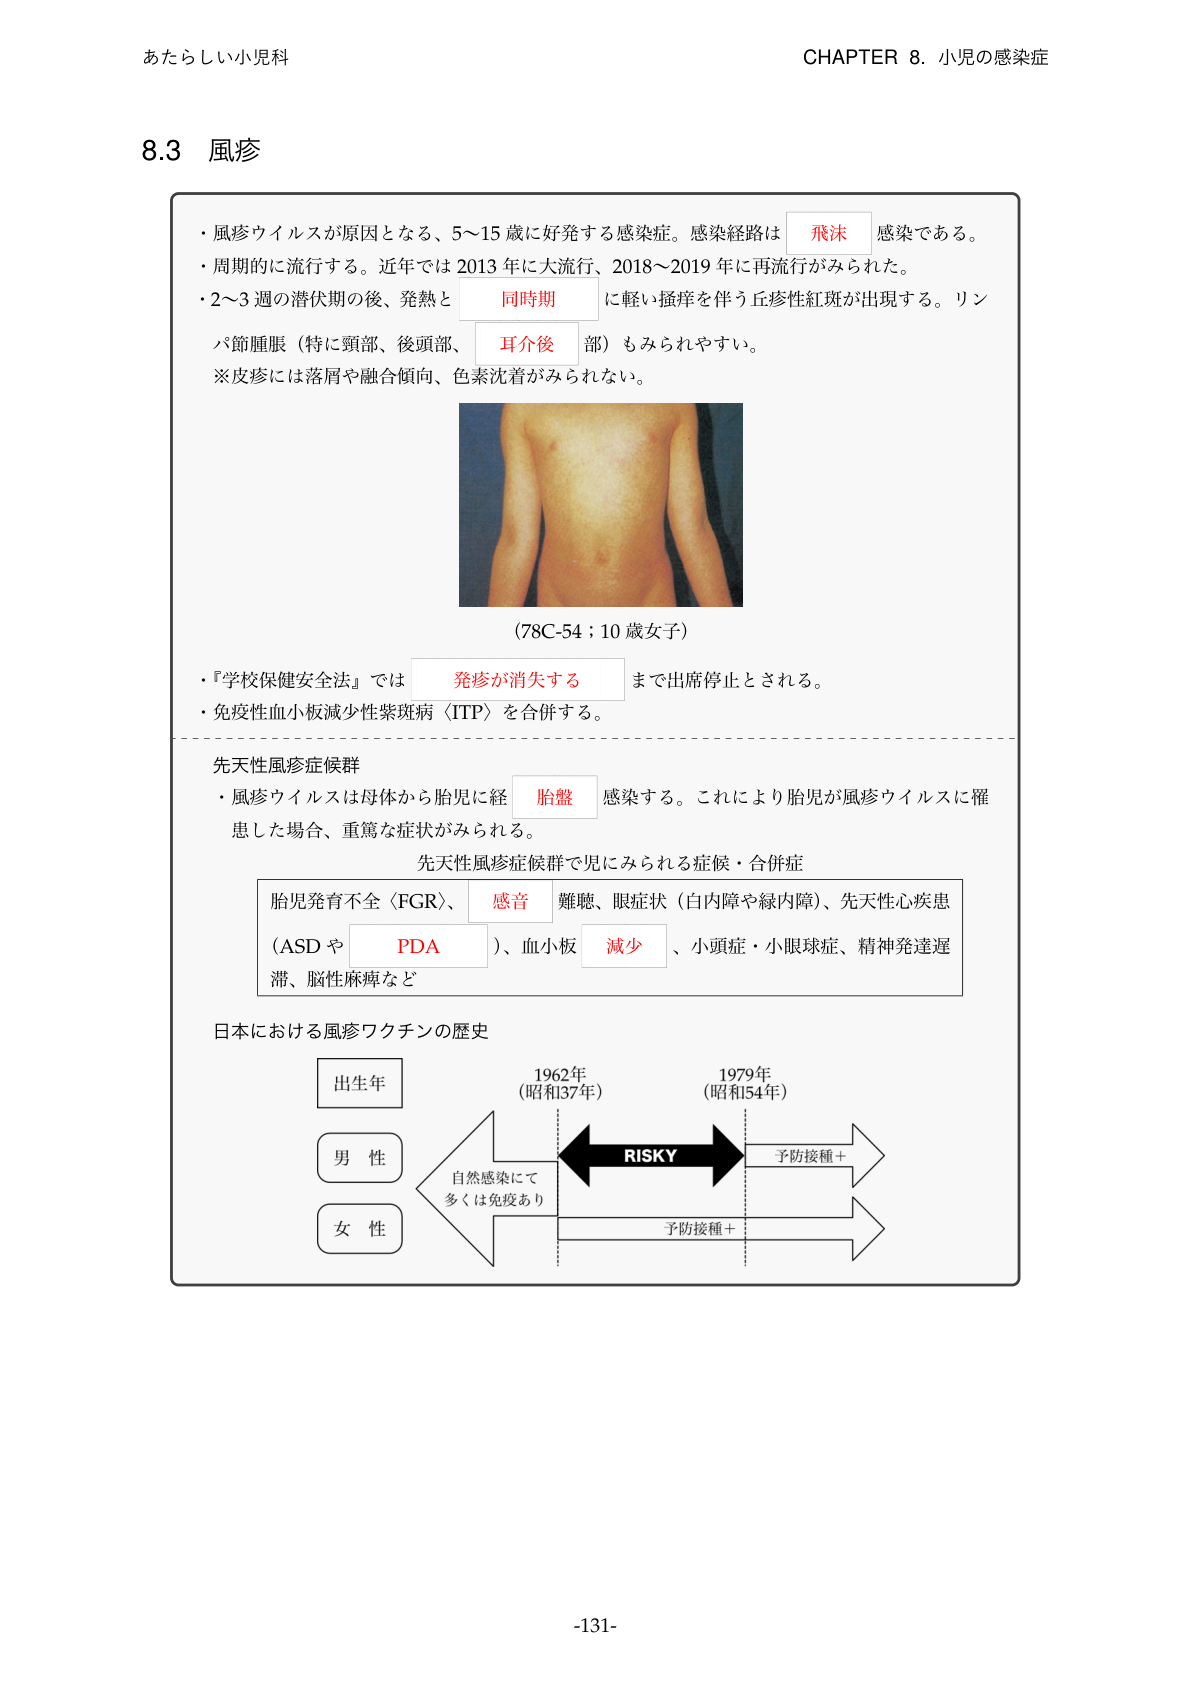 あたらしい小児科
CHAPTER 8. 小児の感染症
8.3 風疹
・風疹ウイルスが原因となる、5〜15 歳に好発する感染症。感染経路は 飛沫 感染である。
・周期的に流行する。近年では 2013 年に大流行、2018〜2019 年に再流行がみられた。
・2〜3 週の潜伏期の後、発熱と 同時期 に軽い掻痒を伴う丘疹性紅斑が出現する。リン
パ節腫脹（特に頸部、後頭部、 耳介後 部）もみられやすい。
※皮疹には落屑や融合傾向、色素沈着がみられない。
（78C-54；10 歳女子）
・『学校保健安全法』では 発疹が消失する まで出席停止とされる。
・免疫性血小板減少性紫斑病〈ITP〉を合併する。
先天性風疹症候群
・風疹ウイルスは母体から胎児に経 胎盤 感染する。これにより胎児が風疹ウイルスに罹
患した場合、重篤な症状がみられる。
先天性風疹症候群で児にみられる症候・合併症
胎児発育不全〈FGR〉、 感音 難聴、眼症状（白内障や緑内障）、先天性心疾患
（ASD や PDA ）、血小板 減少 、小頭症・小眼球症、精神発達遅
滞、脳性麻痺など
日本における風疹ワクチンの歴史
出生年
1962年
（昭和37年）
1979年
（昭和54年）
男 性
RISKY
予防接種＋
自然感染にて
多くは免疫あり
女 性
予防接種＋
-131-